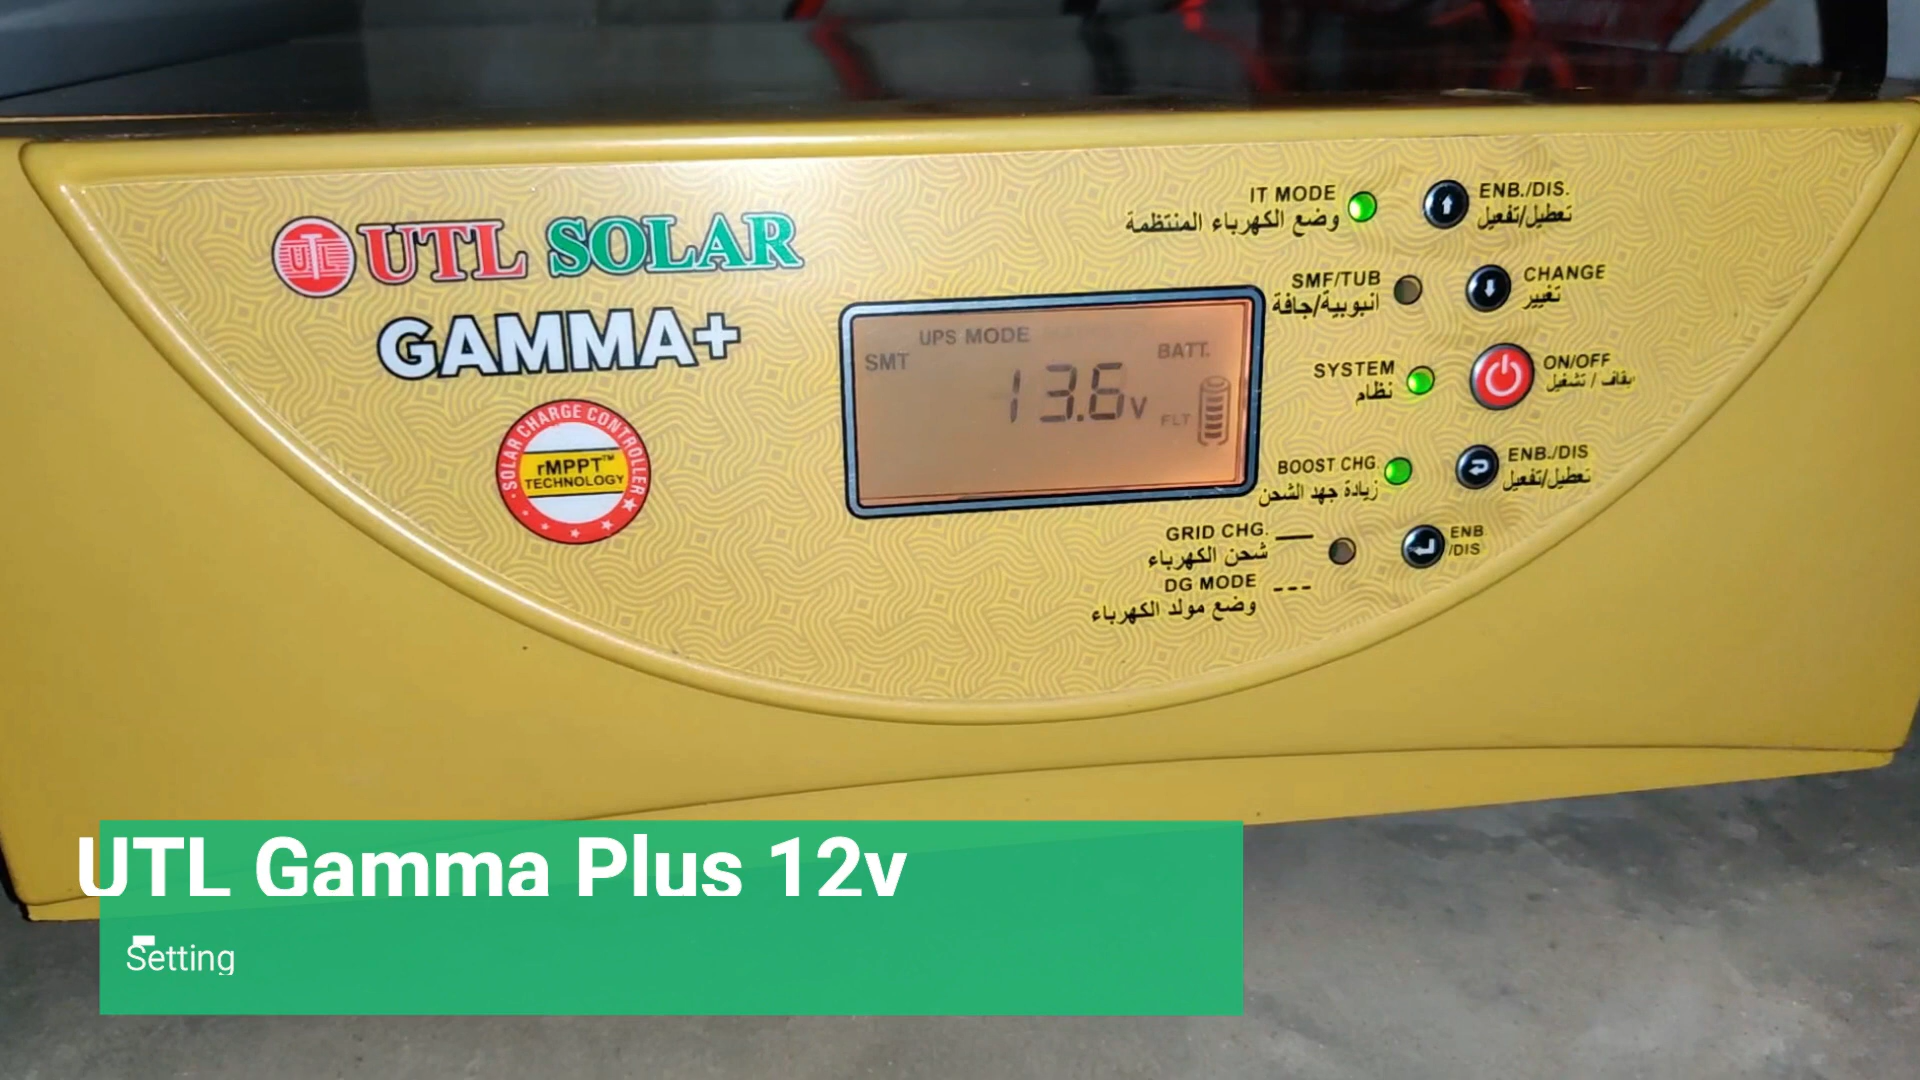 UTL
UTL SOLAR
GAMMA+
SOLAR CHARGE CONTROLLER
rMPPT™
TECHNOLOGY
UPS MODE
SMT
BATT.
13.6v
FLT
IT MODE
وضع الكهرباء المنتظمة
ENB./DIS.
تعطيل/تفعيل
SMF/TUB
انبوبية/جافة
CHANGE
تغيير
SYSTEM
نظام
ON/OFF
يقاف / تشغيل
BOOST CHG.
زيادة جهد الشحن
ENB./DIS
تعطيل/تفعيل
GRID CHG.
شحن الكهرباء
ENB
/DIS
DG MODE
وضع مولد الكهرباء
UTL Gamma Plus 12v
Setting